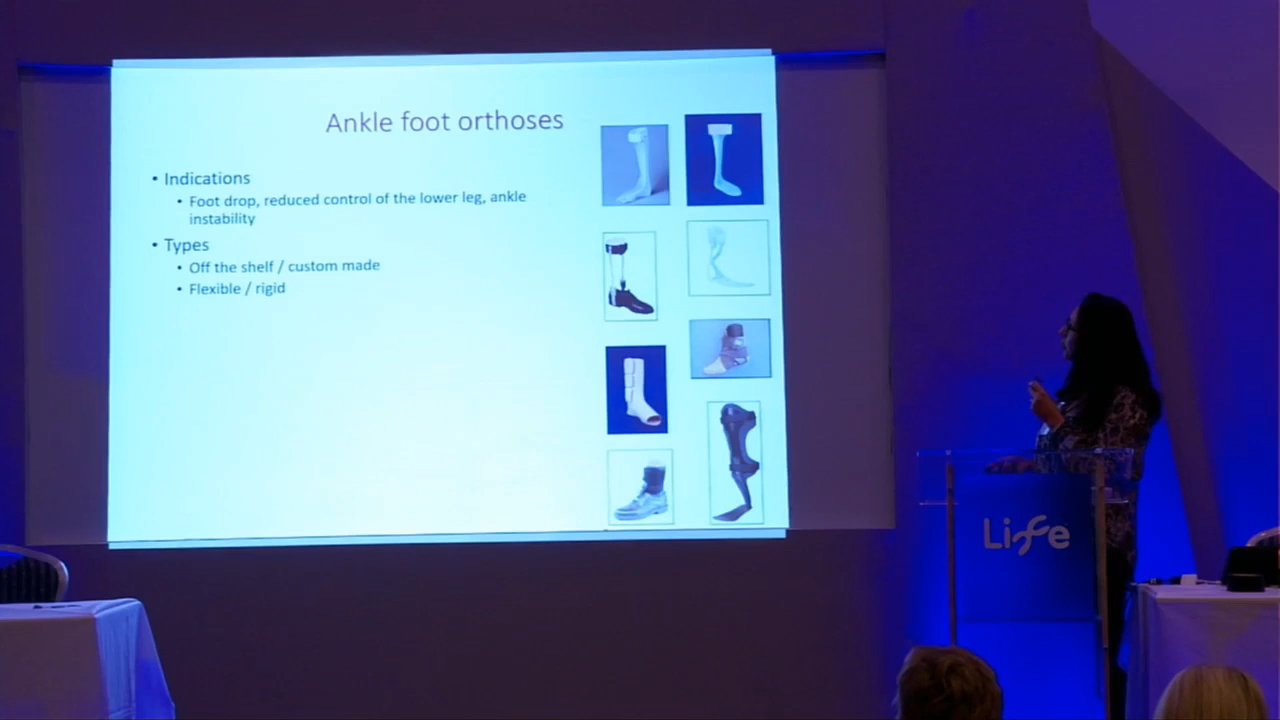 Ankle foot orthoses
• Indications
• Foot drop, reduced control of the lower leg, ankle
instability
• Types
• Off the shelf / custom made
• Flexible / rigid
Life